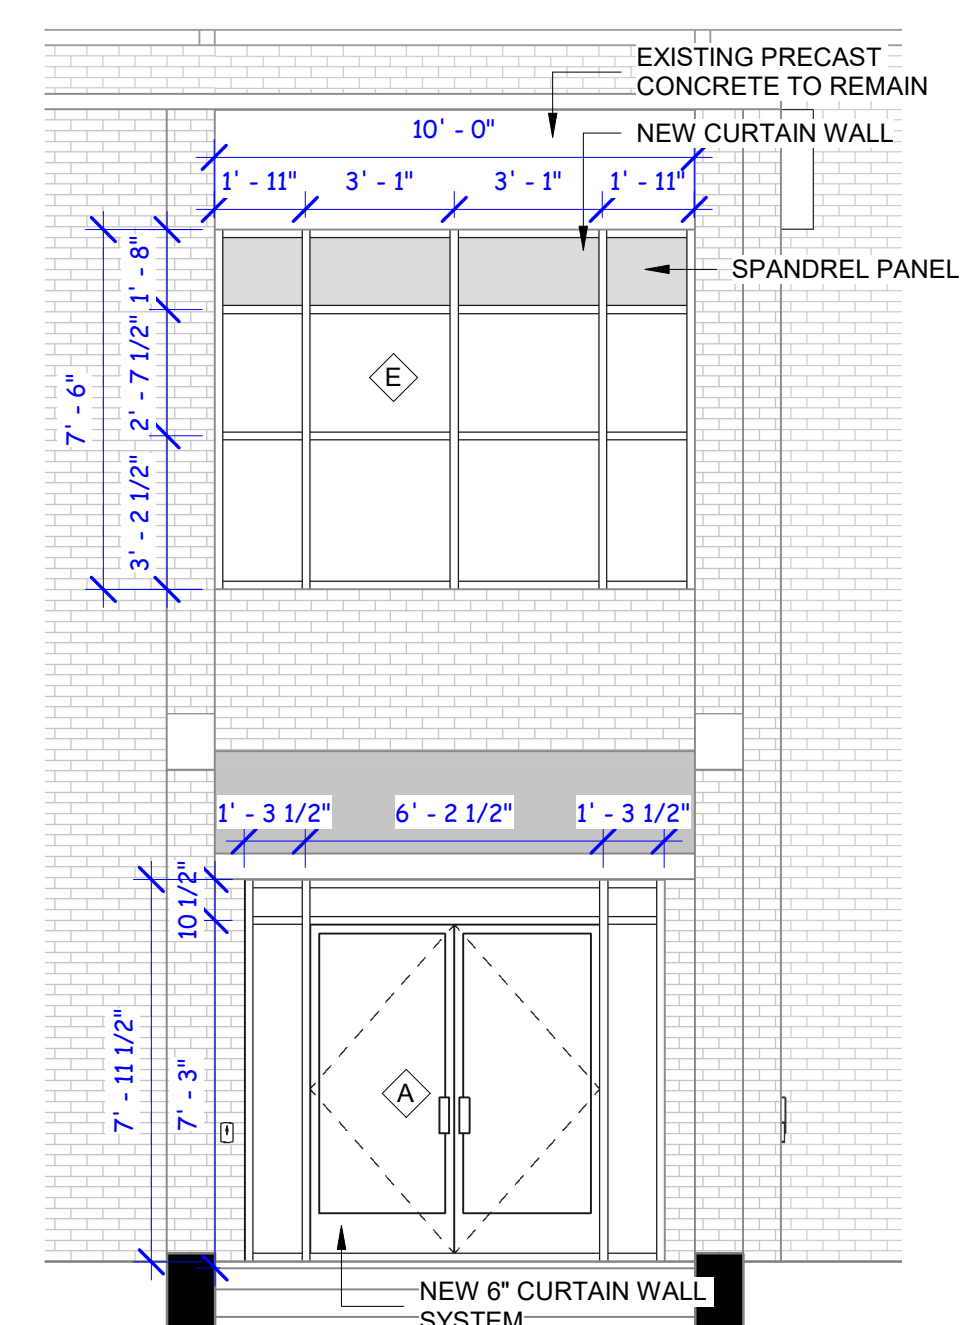 EXISTING PRECAST
CONCRETE TO REMAIN
10' - 0"
NEW CURTAIN WALL
1' - 11"
3' - 1"
3' - 1"
1' - 11"
SPANDREL PANEL
1' - 8"
2' - 7 1/2"
7' - 6"
3' - 2 1/2"
E
1' - 3 1/2"
6' - 2 1/2"
1' - 3 1/2"
10 1/2"
7' - 11 1/2"
7' - 3"
A
NEW 6" CURTAIN WALL
SYSTEM